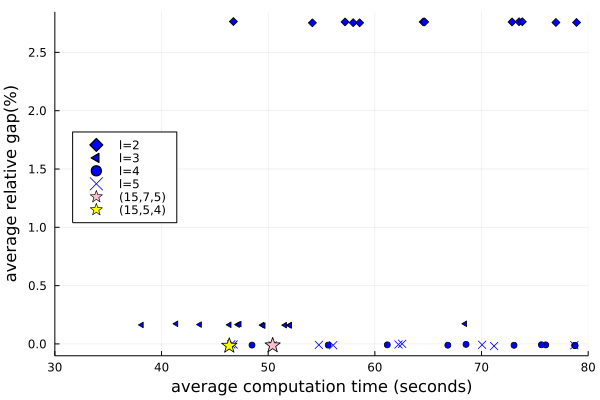 average relative gap(%)
2.5
2.0
1.5
1.0
0.5
0.0
l=2
l=3
l=4
l=5
(15,7,5)
(15,5,4)
30
40
50
60
70
80
average computation time (seconds)